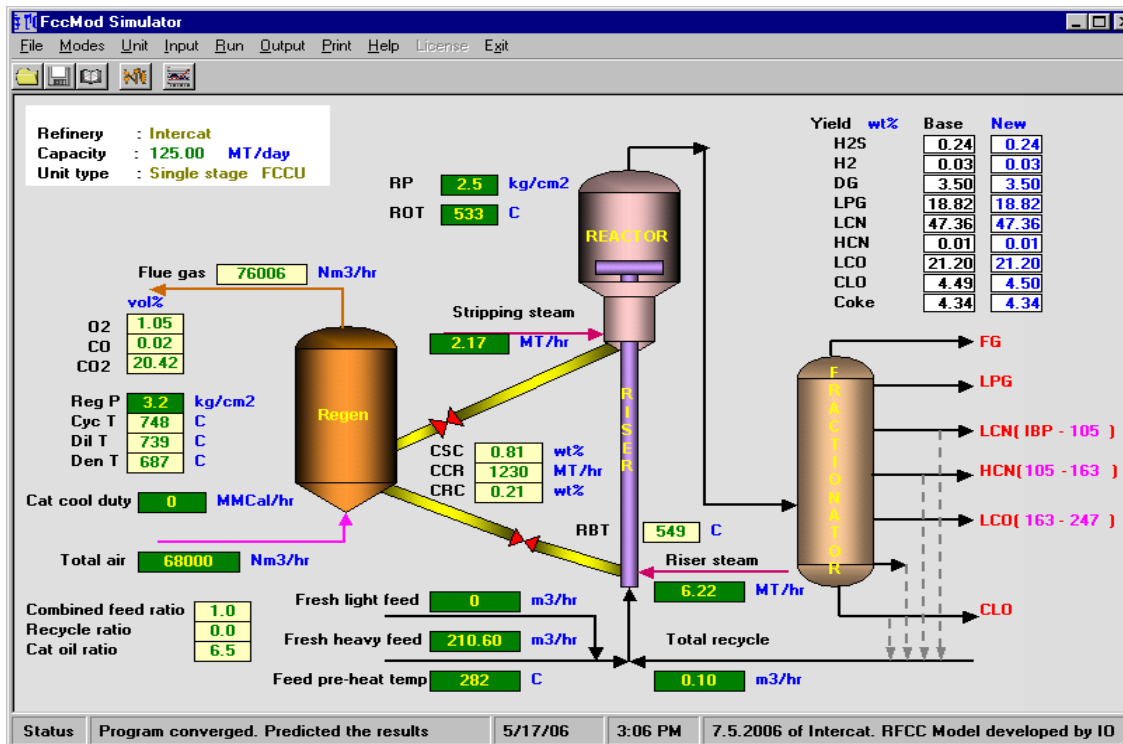 FccMod Simulator
File Modes Unit Input Run Output Print Help License Exit
Refinery : Intercat
Capacity : 125.00 MT/day
Unit type : Single stage FCCU
Yield wt% Base New
H2S 0.24 0.24
H2 0.03 0.03
DG 3.50 3.50
LPG 18.82 18.82
LCN 47.36 47.36
HCN 0.01 0.01
LCO 21.20 21.20
CLO 4.49 4.50
Coke 4.34 4.34
RP 2.5 kg/cm2
ROT 533 C
REACTOR
Flue gas 76006 Nm3/hr
vol%
O2 1.05
CO 0.02
CO2 20.42
Stripping steam
2.17 MT/hr
Reg P 3.2 kg/cm2
Cyc T 748 C
Dil T 739 C
Den T 687 C
Regen
RISER
CSC 0.81 wt%
CCR 1230 MT/hr
CRC 0.21 wt%
Cat cool duty 0 MMCal/hr
Total air 68000 Nm3/hr
RBT 549 C
Riser steam
6.22 MT/hr
FRACTIONATOR
FG
LPG
LCN( IBP - 105 )
HCN(105 -163 )
LCO(163 - 247 )
CLO
Combined feed ratio 1.0
Recycle ratio 0.0
Cat oil ratio 6.5
Fresh light feed 0 m3/hr
Fresh heavy feed 210.60 m3/hr
Total recycle
Feed pre-heat temp 282 C
0.10 m3/hr
Status Program converged. Predicted the results 5/17/06 3:06 PM 7.5.2006 of Intercat. RFCC Model developed by IO